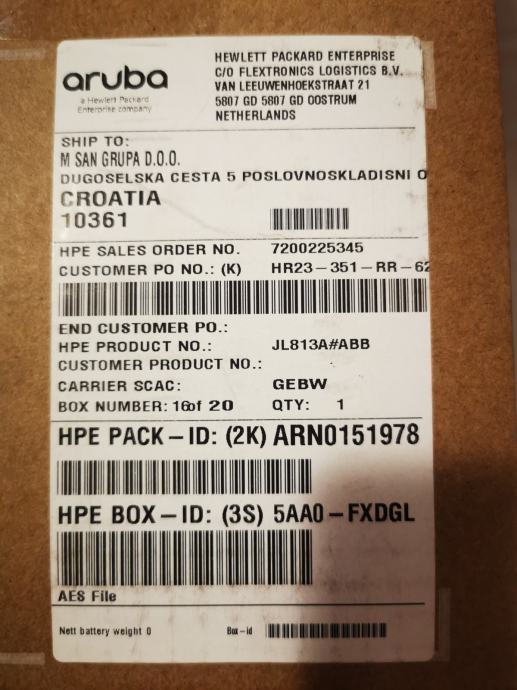 aruba
a Hewlett Packard
Enterprise company
HEWLETT PACKARD ENTERPRISE
C/O FLEXTRONICS LOGISTICS B.V.
VAN LEEUWENHOEKSTRAAT 21
5807 GD 5807 GD OOSTRUM
NETHERLANDS
SHIP TO:
M SAN GRUPA D.O.O.
DUGOSELSKA CESTA 5 POSLOVNOSKLADISNI O
CROATIA
10361
HPE SALES ORDER NO. 7200225345
CUSTOMER PO NO.: (K) HR23-351-RR-62
END CUSTOMER PO.:
HPE PRODUCT NO.: JL813A#ABB
CUSTOMER PRODUCT NO.:
CARRIER SCAC: GEBW
BOX NUMBER: 16of 20 QTY: 1
HPE PACK-ID: (2K) ARN0151978
HPE BOX-ID: (3S) 5AA0-FXDGL
AES File
Nett battery weight 0 Box-id